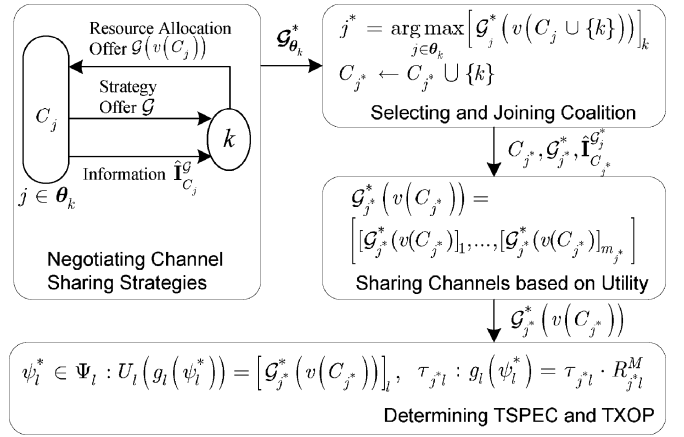 Resource Allocation
Offer 𝓖(v(C_j))
Strategy
Offer 𝓖
C_j
k
Information Î^𝓖_{C_j}
j ∈ θ_k
Negotiating Channel
Sharing Strategies
𝓖*_{θ_k}
j* = arg max_{j∈θ_k} [𝓖*_j (v(C_j ∪ {k}))]_k
C_{j*} ← C_{j*} ∪ {k}
Selecting and Joining Coalition
C_{j*}, 𝓖*_{j*}, Î^{𝓖*_j}_{C_{j*}}
𝓖*_{j*} (v(C_{j*})) =
[[𝓖*_{j*}(v(C_{j*})]_1,...,[𝓖*_{j*}(v(C_{j*})]_{m_{j*}}]
Sharing Channels based on Utility
𝓖*_{j*} (v(C_{j*}))
ψ*_l ∈ Ψ_l : U_l (g_l (ψ*_l)) = [𝓖*_{j*} (v(C_{j*}))]_l, τ_{j*l} : g_l (ψ*_l) = τ_{j*l} · R^M_{j*l}
Determining TSPEC and TXOP